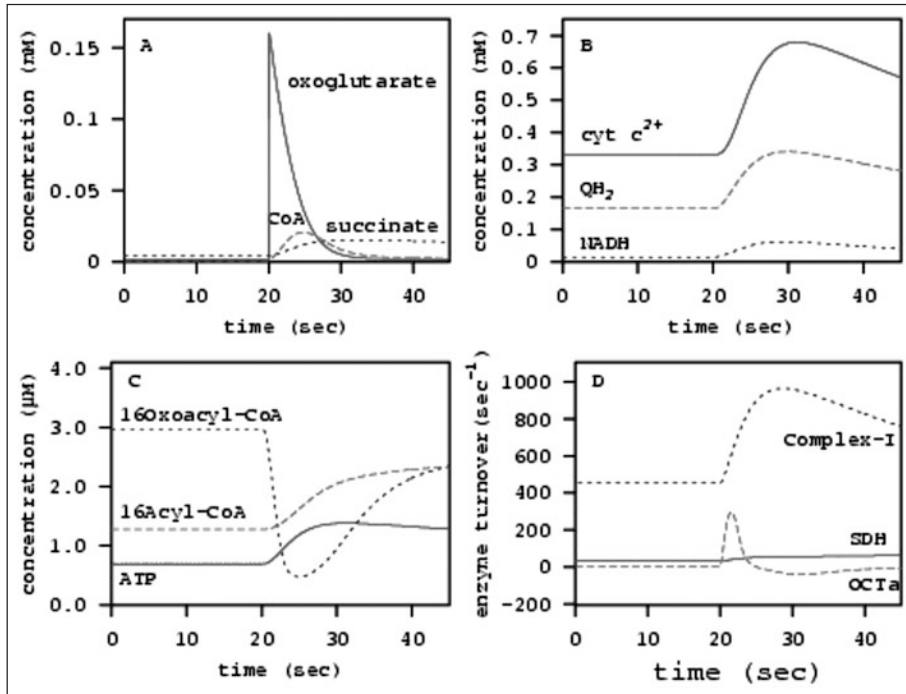 A
concentration (mM)
0.15
0.1
0.05
0
oxoglutarate
CoA
succinate
0 10 20 30 40
time (sec)
B
concentration (mM)
0.7
0.6
0.5
0.4
0.3
0.2
0.1
0
cyt c²⁺
QH₂
NADH
0 10 20 30 40
time (sec)
C
concentration (μM)
4.0
3.0
2.0
1.0
0.0
16Oxoacyl-CoA
16Acyl-CoA
ATP
0 10 20 30 40
time (sec)
D
enzyme turnover(sec⁻¹)
1000
800
600
400
200
0
-200
Complex-I
SDH
OCTa
0 10 20 30 40
time (sec)